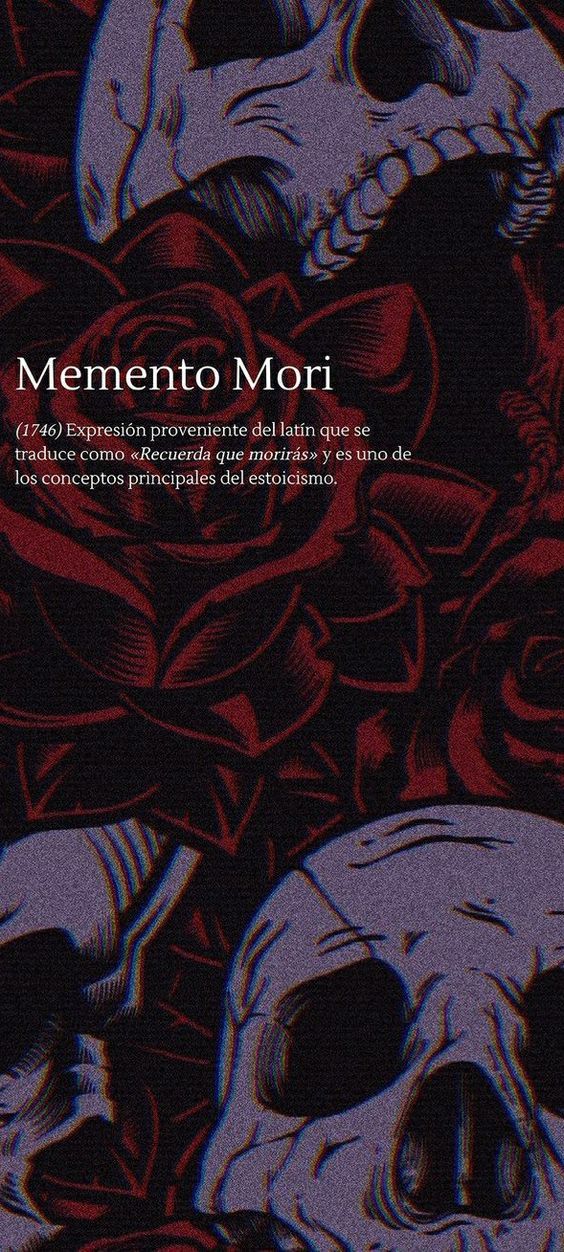 Memento Mori
(1746) Expresión proveniente del latín que se
traduce como «Recuerda que morirás» y es uno de
los conceptos principales del estoicismo.